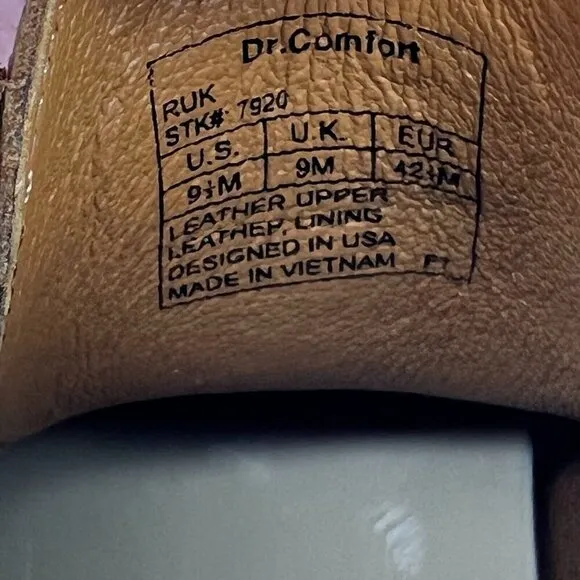 Dr.Comfort
RUK
STK#: 7920
U.S. U.K. EUR
9½M 9M 42½M
LEATHER UPPER
LEATHER LINING
DESIGNED IN USA
MADE IN VIETNAM